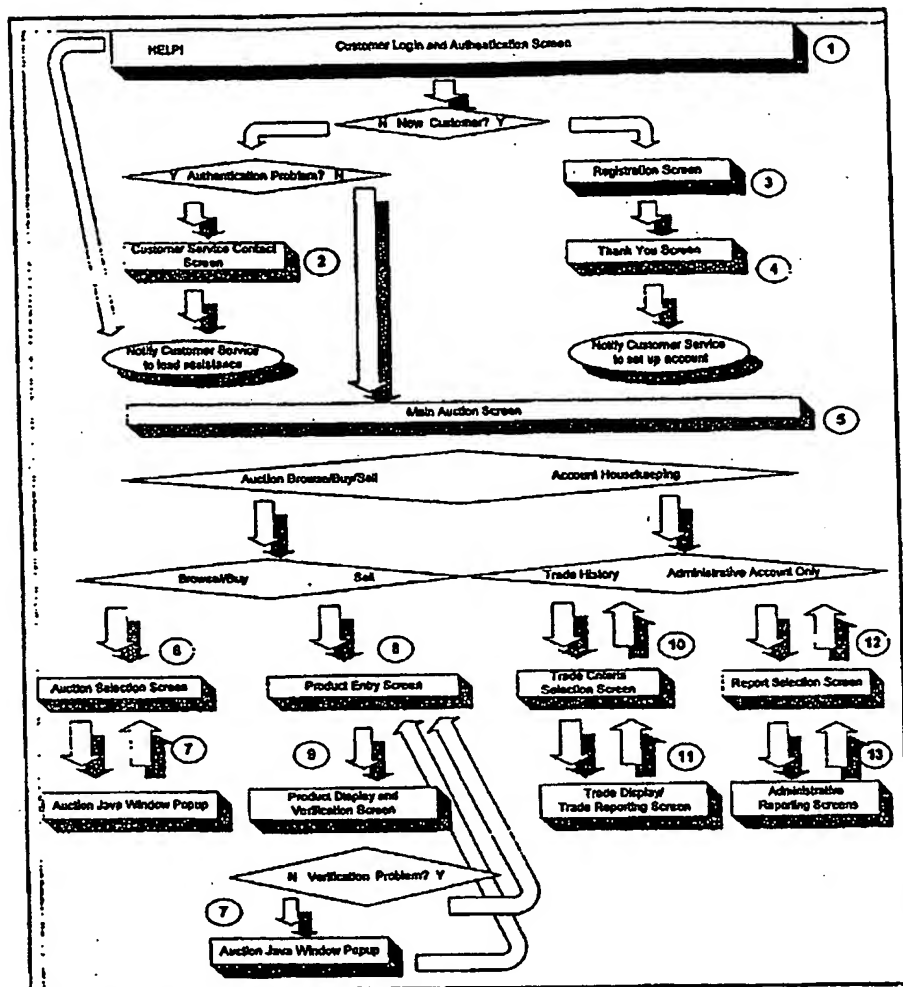 HELP! Customer Login and Authentication Screen 1
N New Customer? Y
Y Authentication Problem? N
Registration Screen 3
Customer Service Contact
Screen 2
Thank You Screen 4
Notify Customer Service
to lend assistance
Notify Customer Service
to set up account
Main Auction Screen 5
Auction Browse/Buy/Sell Account Housekeeping
Browse/Buy Sell
Trade History Administrative Account Only
6 8 10 12
Auction Selection Screen
Product Entry Screen
Trade Criteria
Selection Screen
Report Selection Screen
7 9 11 13
Auction Java Window Popup
Product Display and
Verification Screen
Trade Display/
Trade Reporting Screen
Administrative
Reporting Screens
N Verification Problem? Y
7
Auction Java Window Popup